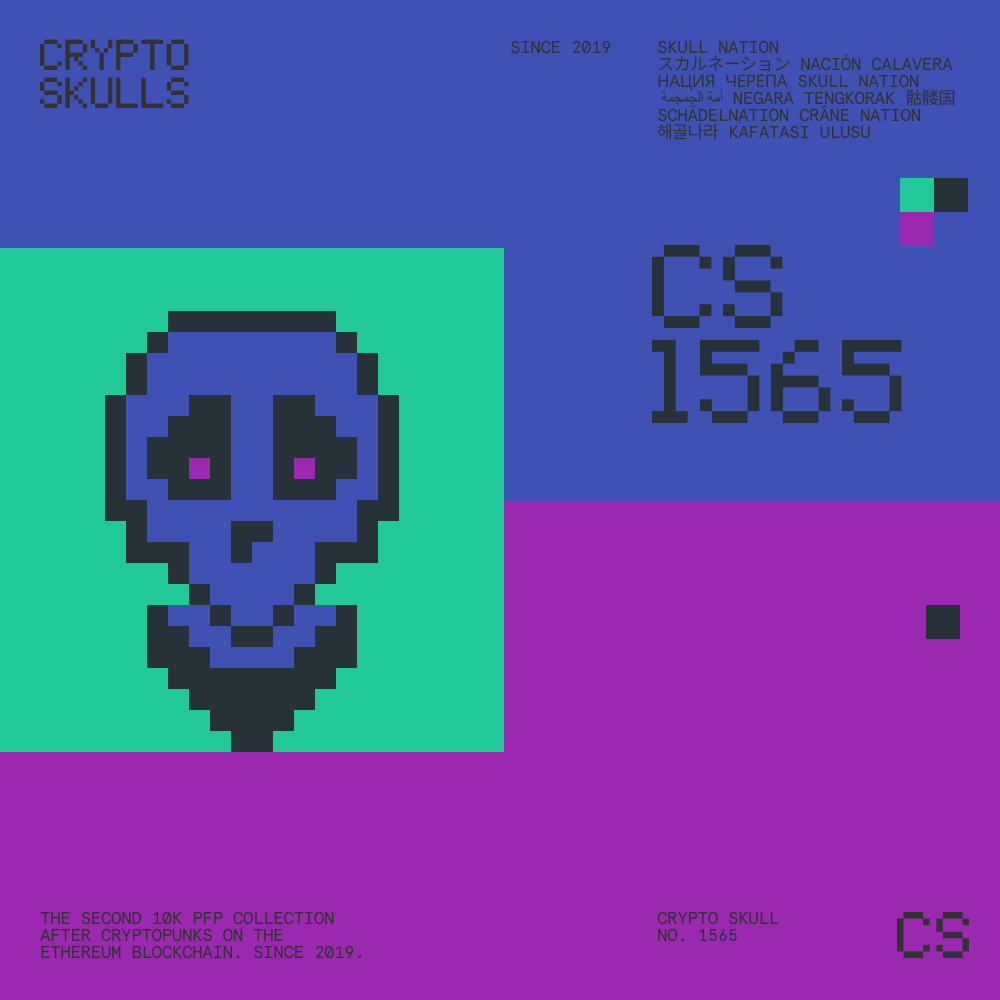 CRYPTO
SKULLS
SINCE 2019
SKULL NATION
スカルネーション NACIÓN CALAVERA
НАЦИЯ ЧЕРЕПА SKULL NATION
أمة الجمجمة NEGARA TENGKORAK 骷髅国
SCHÄDELNATION CRÂNE NATION
해골나라 KAFATASI ULUSU
CS
1565
THE SECOND 10K PFP COLLECTION
AFTER CRYPTOPUNKS ON THE
ETHEREUM BLOCKCHAIN. SINCE 2019.
CRYPTO SKULL
NO. 1565
CS